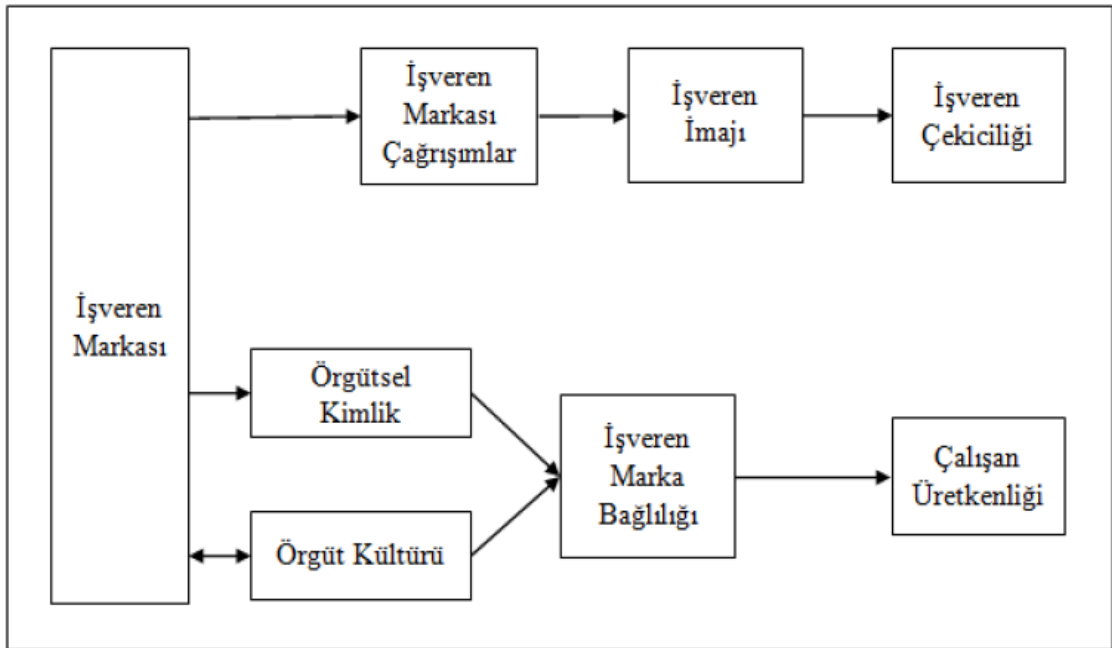 İşveren
Markası
Çağrışımlar
İşveren
İmajı
İşveren
Çekiciliği
İşveren
Markası
Örgütsel
Kimlik
İşveren
Marka
Bağlılığı
Çalışan
Üretkenliği
Örgüt Kültürü